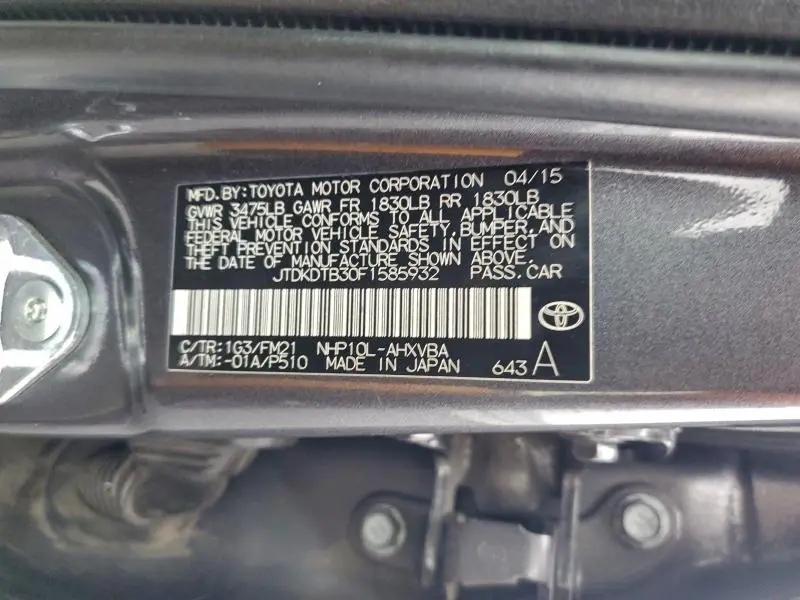 MFD. BY: TOYOTA MOTOR CORPORATION 04/15
GVWR 3475LB GAWR FR 1830LB RR 1830LB
THIS VEHICLE CONFORMS TO ALL APPLICABLE
FEDERAL MOTOR VEHICLE SAFETY, BUMPER, AND
THEFT PREVENTION STANDARDS IN EFFECT ON
THE DATE OF MANUFACTURE SHOWN ABOVE.
JTDKDTB30F1585932 PASS. CAR
C/TR: 1G3/FM21 NHP10L-AHXVBA
A/TM: -01A/P510 MADE IN JAPAN 643 A